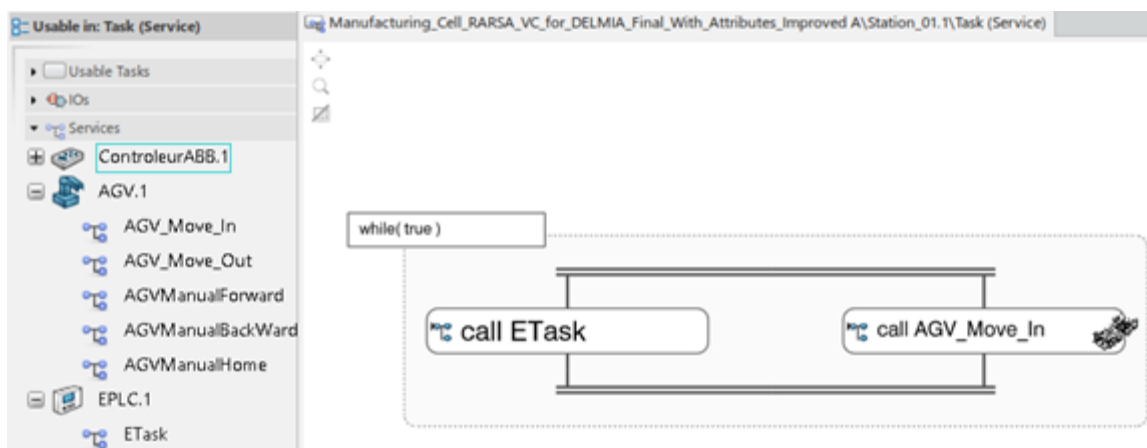 Usable in: Task (Service)
Manufacturing_Cell_RARSA_VC_for_DELMIA_Final_With_Attributes_Improved A\Station_01.1\Task (Service)
Usable Tasks
IOs
Services
ControleurABB.1
AGV.1
AGV_Move_In
AGV_Move_Out
AGVManualForward
AGVManualBackWard
AGVManualHome
EPLC.1
ETask
while( true )
call ETask
call AGV_Move_In